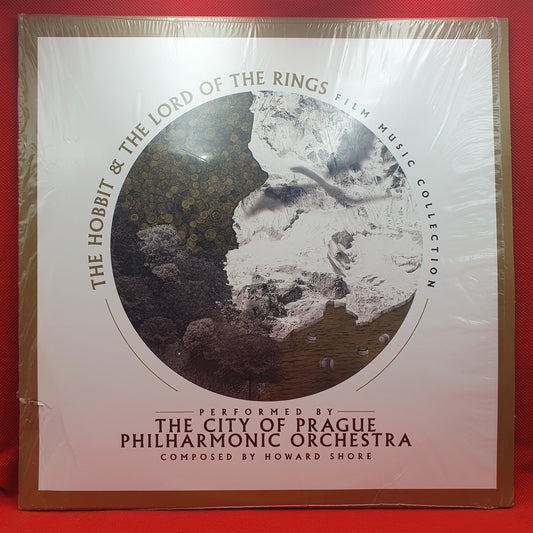 THE HOBBIT & THE LORD OF THE RINGS FILM MUSIC COLLECTION
PERFORMED BY
THE CITY OF PRAGUE
PHILHARMONIC ORCHESTRA
COMPOSED BY HOWARD SHORE